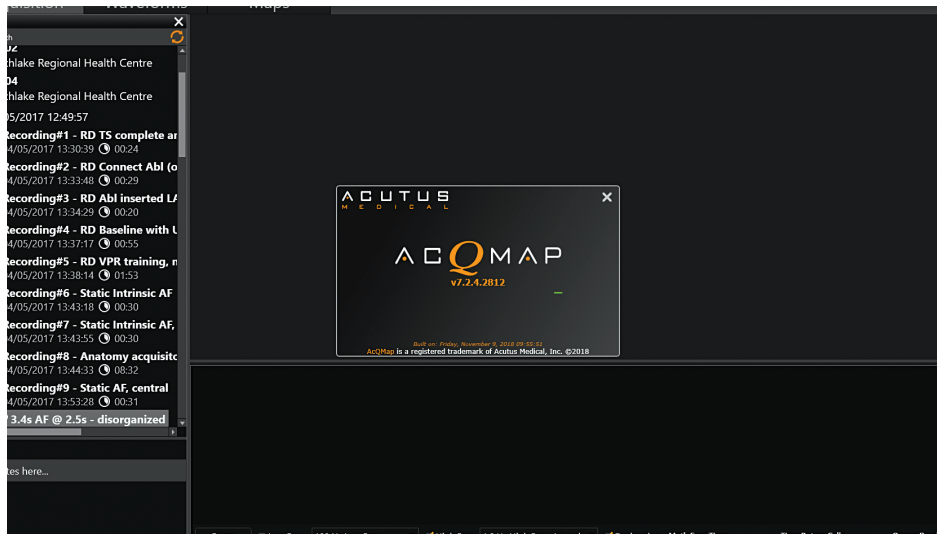 Waveforms
Maps
02
hlake Regional Health Centre
04
hlake Regional Health Centre
05/2017 12:49:57
Recording#1 - RD TS complete an
4/05/2017 13:30:39 00:24
Recording#2 - RD Connect Abl (o
4/05/2017 13:33:48 00:29
Recording#3 - RD Abl inserted LA
4/05/2017 13:34:29 00:20
Recording#4 - RD Baseline with
4/05/2017 13:37:17 00:55
Recording#5 - RD VPR training,
4/05/2017 13:38:14 01:53
Recording#6 - Static Intrinsic AF
4/05/2017 13:43:18 00:30
Recording#7 - Static Intrinsic AF,
4/05/2017 13:43:55 00:30
Recording#8 - Anatomy acquisitc
4/05/2017 13:44:33 08:32
Recording#9 - Static AF, central
4/05/2017 13:53:28 00:31
3.4s AF @ 2.5s - disorganized
tes here...
ACUTUS
MEDICAL
ACQMAP
v7.2.4.2812
Built on: Friday, November 9, 2018 09:55:51
AcQMap is a registered trademark of Acutus Medical, Inc. ©2018